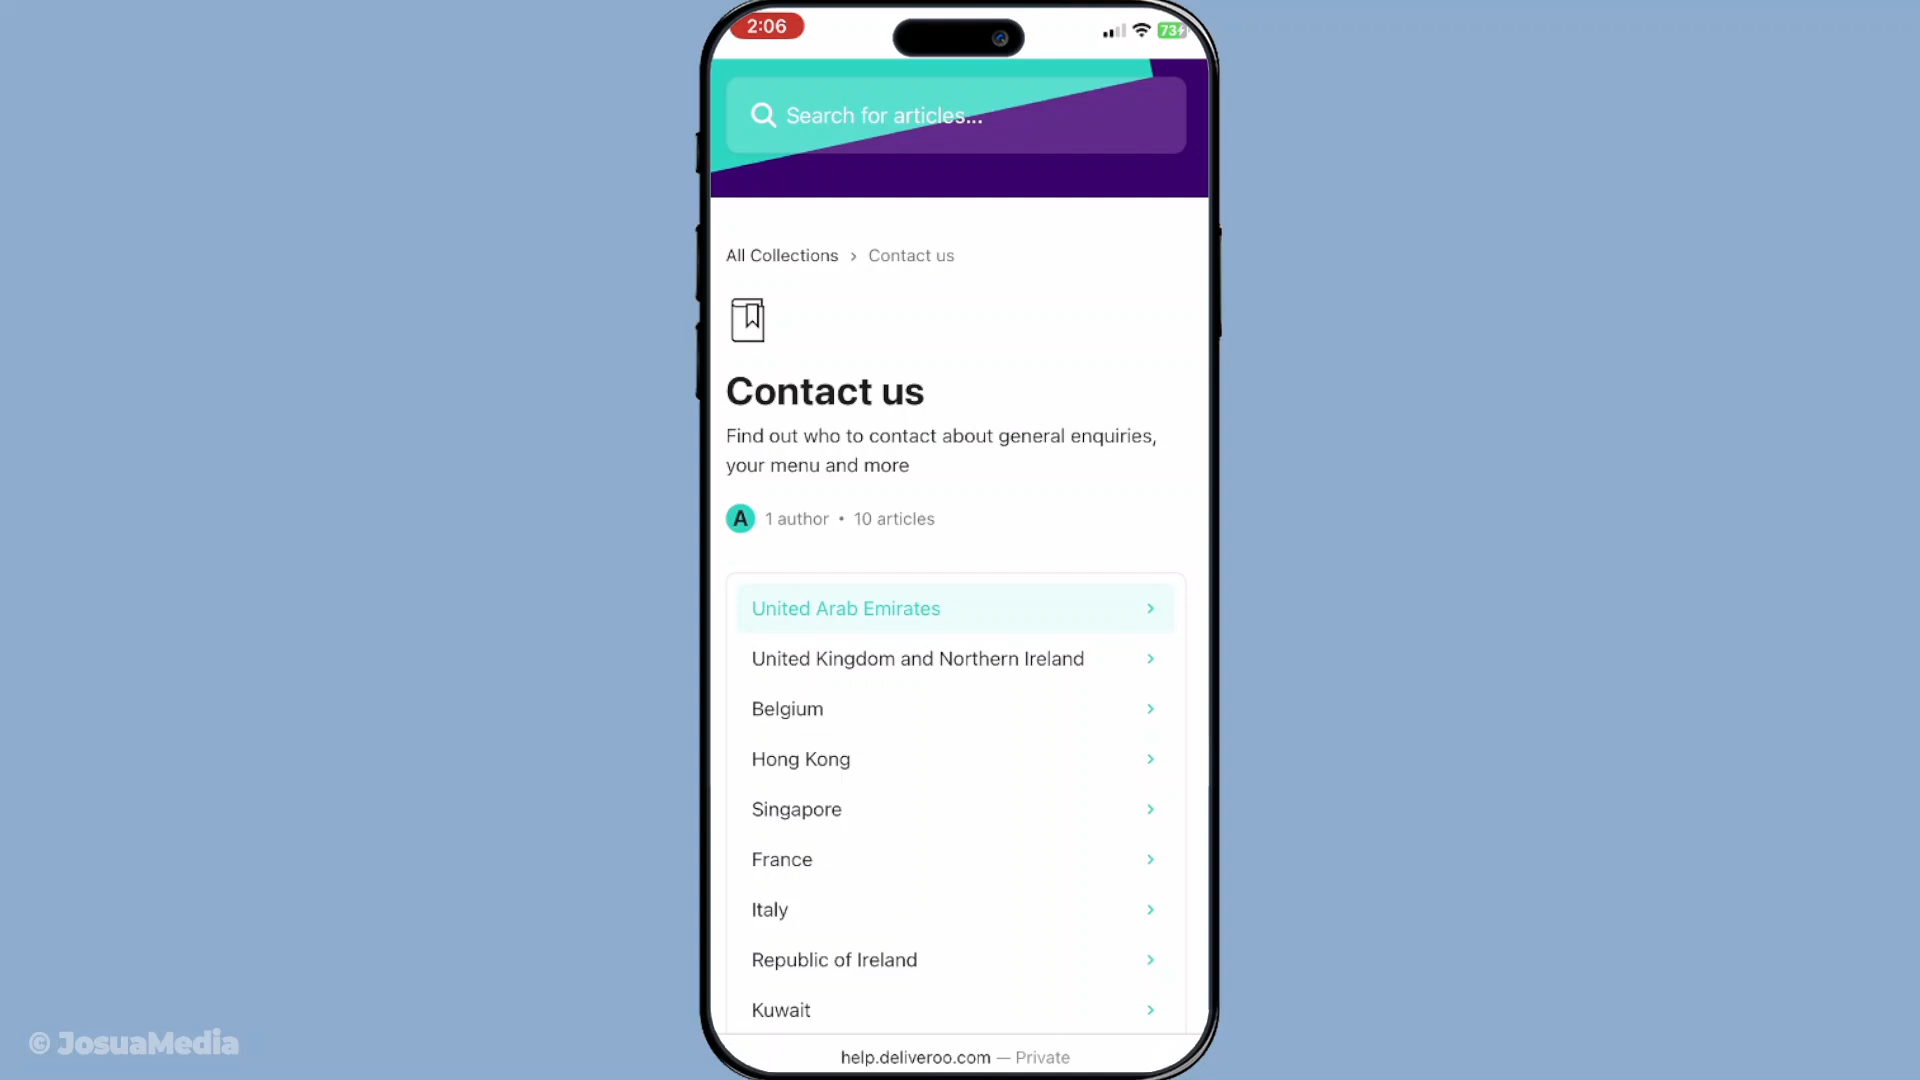 2:06
73
Search for articles...
All Collections > Contact us
Contact us
Find out who to contact about general enquiries,
your menu and more
A 1 author • 10 articles
United Arab Emirates
United Kingdom and Northern Ireland
Belgium
Hong Kong
Singapore
France
Italy
Republic of Ireland
Kuwait
help.deliveroo.com — Private
© JosuaMedia